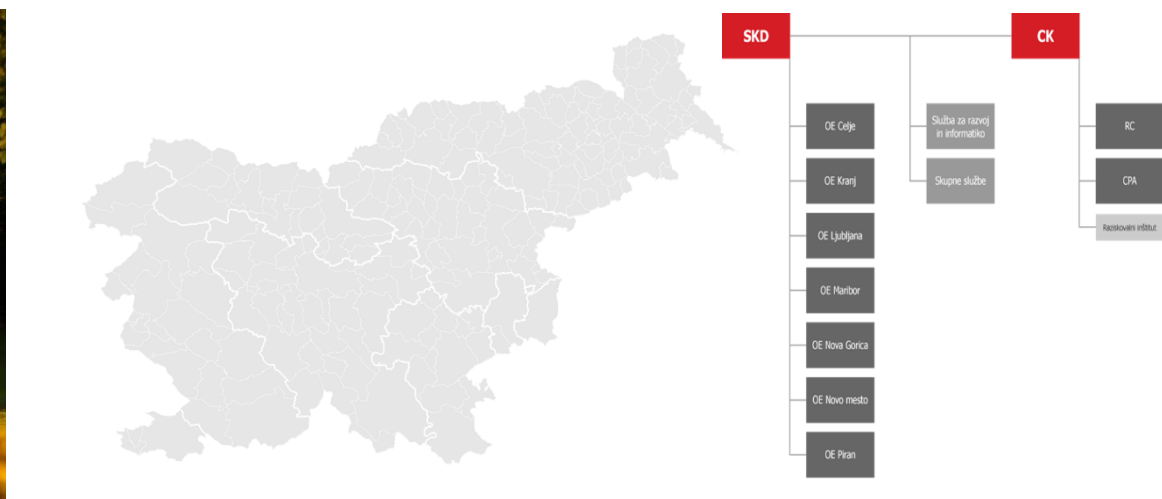 SKD
CK
OE Celje
OE Kranj
OE Ljubljana
OE Maribor
OE Nova Gorica
OE Novo mesto
OE Piran
Služba za razvoj
in informatiko
Skupne službe
RC
CPA
Raziskovalni inštitut